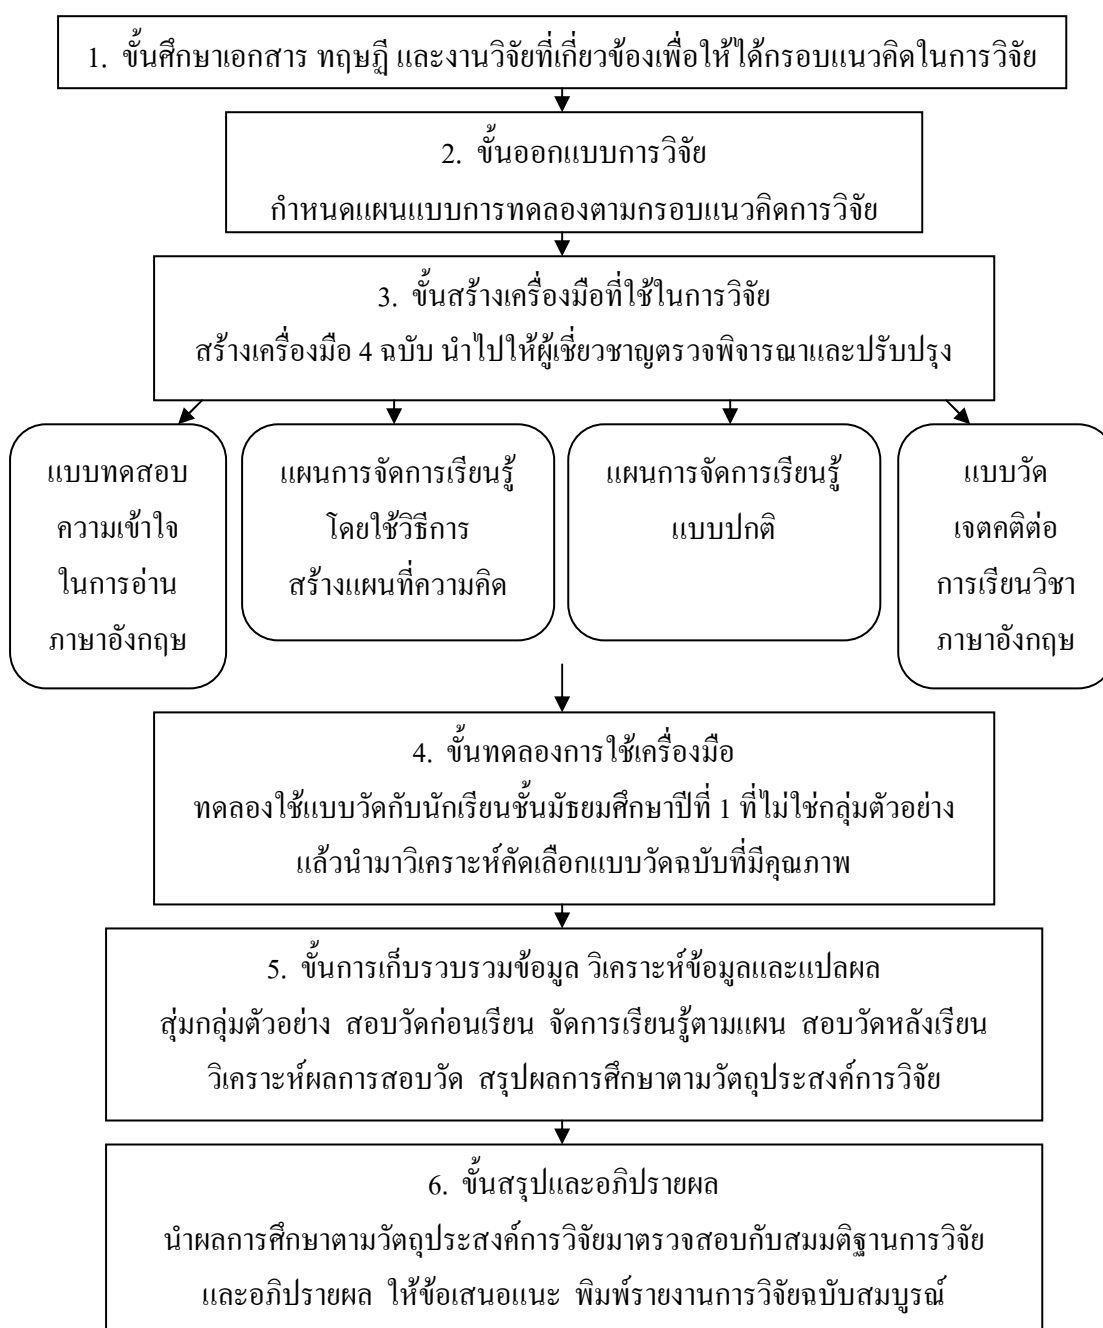 1. ขั้นศึกษาเอกสาร ทฤษฏี และงานวิจัยที่เกี่ยวข้องเพื่อให้ได้กรอบแนวคิดในการวิจัย
2. ขั้นออกแบบการวิจัย
กำหนดแผนแบบการทดลองตามกรอบแนวคิดการวิจัย
3. ขั้นสร้างเครื่องมือที่ใช้ในการวิจัย
สร้างเครื่องมือ 4 ฉบับ นำไปให้ผู้เชี่ยวชาญตรวจพิจารณาและปรับปรุง
แบบทดสอบ
ความเข้าใจ
ในการอ่าน
ภาษาอังกฤษ
แผนการจัดการเรียนรู้
โดยใช้วิธีการ
สร้างแผนที่ความคิด
แผนการจัดการเรียนรู้
แบบปกติ
แบบวัด
เจตคติต่อ
การเรียนวิชา
ภาษาอังกฤษ
4. ขั้นทดลองการใช้เครื่องมือ
ทดลองใช้แบบวัดกับนักเรียนชั้นมัธยมศึกษาปีที่ 1 ที่ไม่ใช่กลุ่มตัวอย่าง
แล้วนำมาวิเคราะห์คัดเลือกแบบวัดฉบับที่มีคุณภาพ
5. ขั้นการเก็บรวบรวมข้อมูล วิเคราะห์ข้อมูลและแปลผล
สุ่มกลุ่มตัวอย่าง สอบวัดก่อนเรียน จัดการเรียนรู้ตามแผน สอบวัดหลังเรียน
วิเคราะห์ผลการสอบวัด สรุปผลการศึกษาตามวัตถุประสงค์การวิจัย
6. ขั้นสรุปและอภิปรายผล
นำผลการศึกษาตามวัตถุประสงค์การวิจัยมาตรวจสอบกับสมมติฐานการวิจัย
และอภิปรายผล ให้ข้อเสนอแนะ พิมพ์รายงานการวิจัยฉบับสมบูรณ์